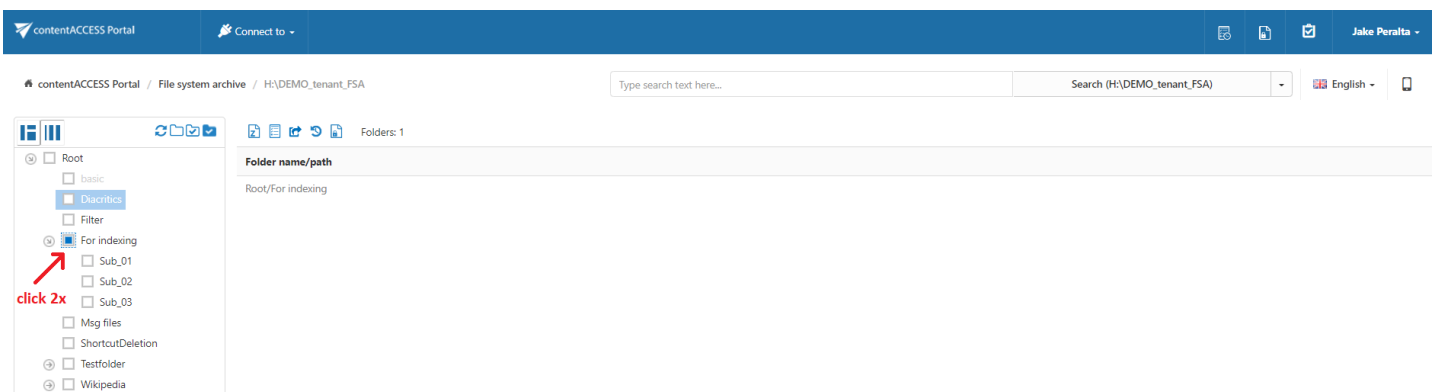 contentACCESS Portal
Connect to
Jake Peralta
contentACCESS Portal / File system archive / H:\DEMO_tenant_FSA
Type search text here...
Search (H:\DEMO_tenant_FSA)
English
Folders: 1
Root
Folder name/path
basic
Root/For indexing
Diacritics
Filter
For indexing
Sub_01
Sub_02
click 2x
Sub_03
Msg files
ShortcutDeletion
Testfolder
Wikipedia